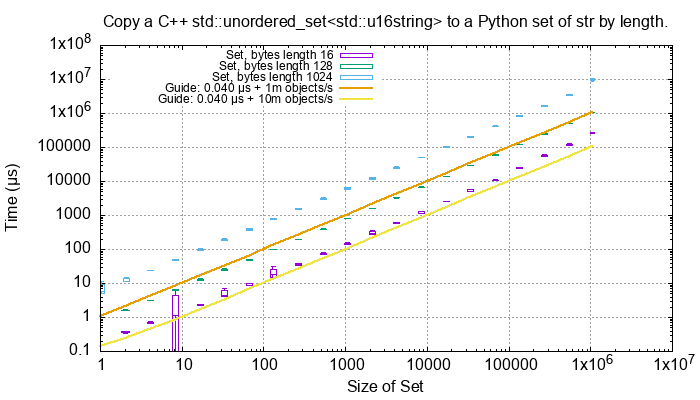 Copy a C++ std::unordered_set<std::u16string> to a Python set of str by length.
1x10^8
Set, bytes length 16
Set, bytes length 128
Set, bytes length 1024
Guide: 0.040 µs + 1m objects/s
Guide: 0.040 µs + 10m objects/s
1x10^7
1x10^6
100000
10000
1000
100
10
1
0.1
Time (µs)
1 10 100 1000 10000 100000 1x10^6 1x10^7
Size of Set